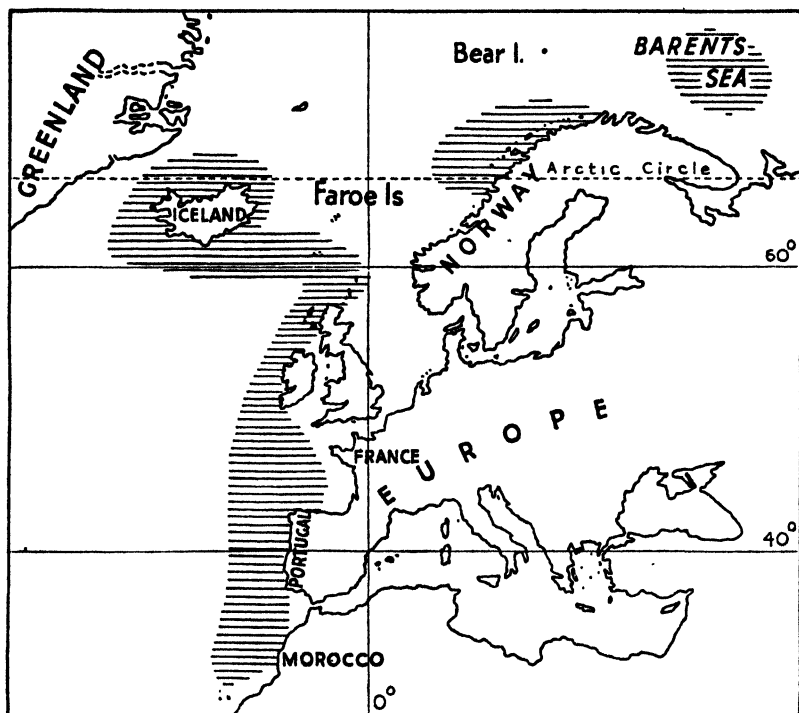 Bear I.
BARENTS
SEA
GREENLAND
Arctic Circle
Faroe Is
ICELAND
NORWAY
60°
EUROPE
FRANCE
PORTUGAL
40°
MOROCCO
0°